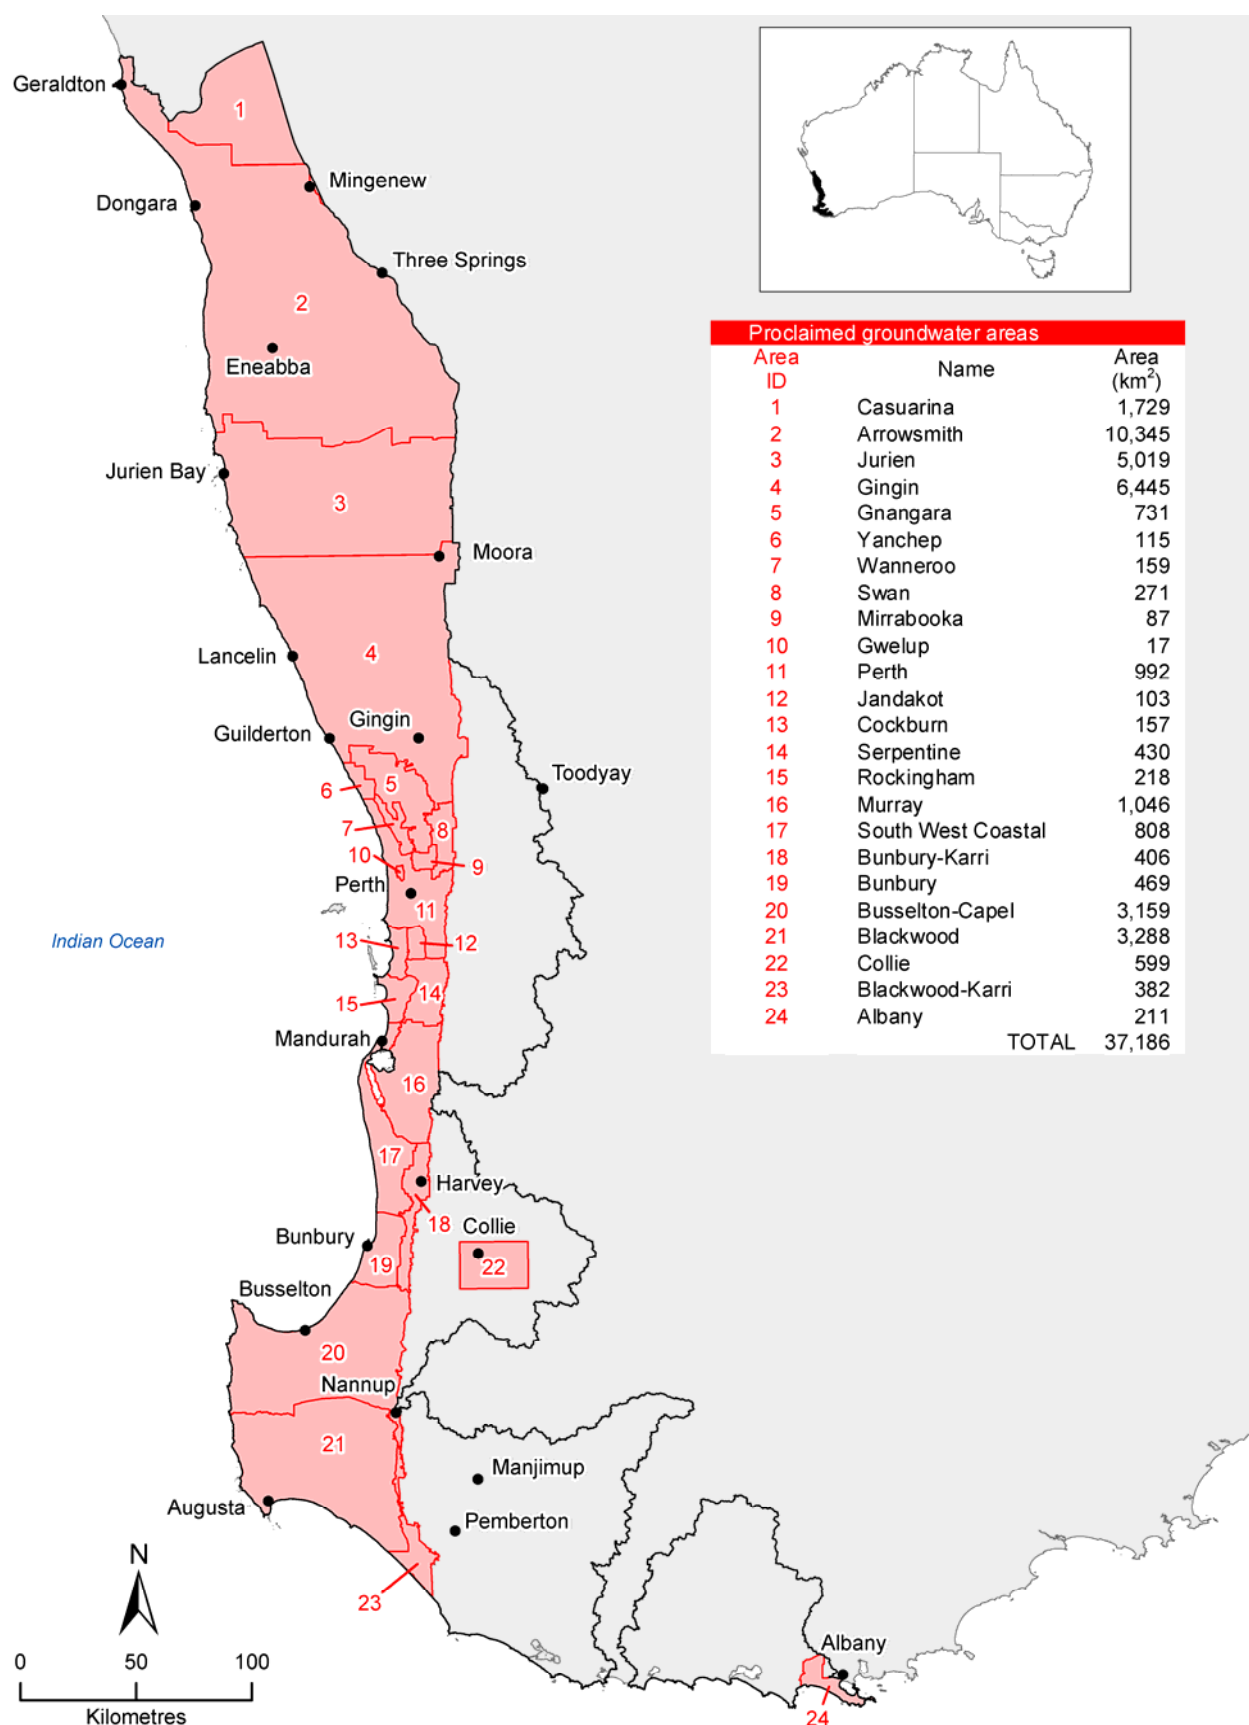 Geraldton
1
Mingenew
Dongara
Three Springs
2
Eneabba
Jurien Bay
3
Moora
Lancelin
4
Guilderton
Gingin
Toodyay
5
6
7
8
9
10
Perth
11
Indian Ocean
13
12
14
15
Mandurah
16
17
Harvey
18
Collie
Bunbury
19
22
Busselton
20
Nannup
21
Manjimup
Augusta
Pemberton
N
23
Albany
24
0 50 100
Kilometres
Proclaimed groundwater areas
Area ID Name Area (km²)
1 Casuarina 1,729
2 Arrowsmith 10,345
3 Jurien 5,019
4 Gingin 6,445
5 Gnangara 731
6 Yanchep 115
7 Wanneroo 159
8 Swan 271
9 Mirrabooka 87
10 Gwelup 17
11 Perth 992
12 Jandakot 103
13 Cockburn 157
14 Serpentine 430
15 Rockingham 218
16 Murray 1,046
17 South West Coastal 808
18 Bunbury-Karri 406
19 Bunbury 469
20 Busselton-Capel 3,159
21 Blackwood 3,288
22 Collie 599
23 Blackwood-Karri 382
24 Albany 211
TOTAL 37,186